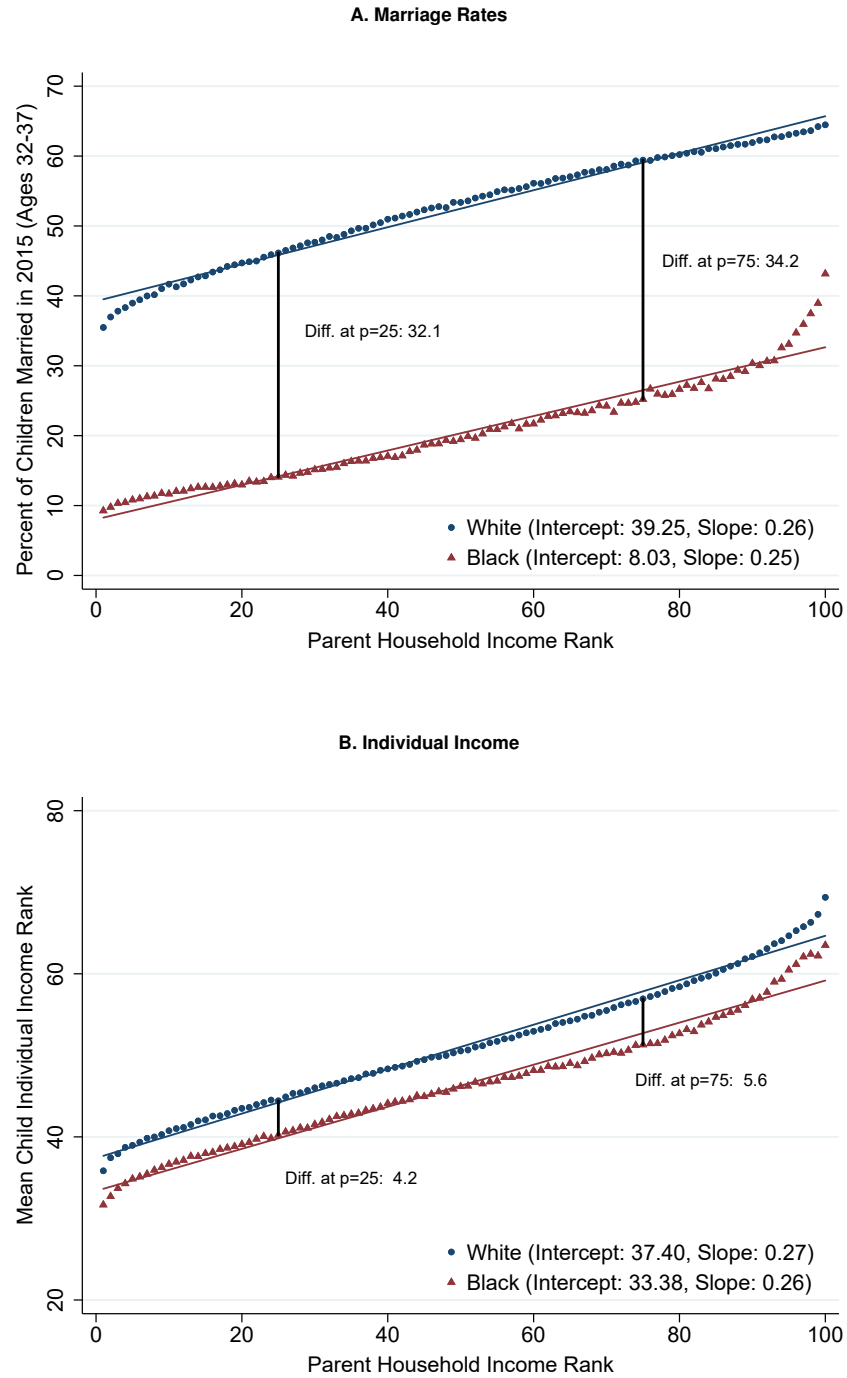 A. Marriage Rates
Percent of Children Married in 2015 (Ages 32-37)
70
60
50
40
30
20
10
0
Diff. at p=75: 34.2
Diff. at p=25: 32.1
White (Intercept: 39.25, Slope: 0.26)
Black (Intercept: 8.03, Slope: 0.25)
0 20 40 60 80 100
Parent Household Income Rank
B. Individual Income
Mean Child Individual Income Rank
80
60
40
20
Diff. at p=75: 5.6
Diff. at p=25: 4.2
White (Intercept: 37.40, Slope: 0.27)
Black (Intercept: 33.38, Slope: 0.26)
0 20 40 60 80 100
Parent Household Income Rank